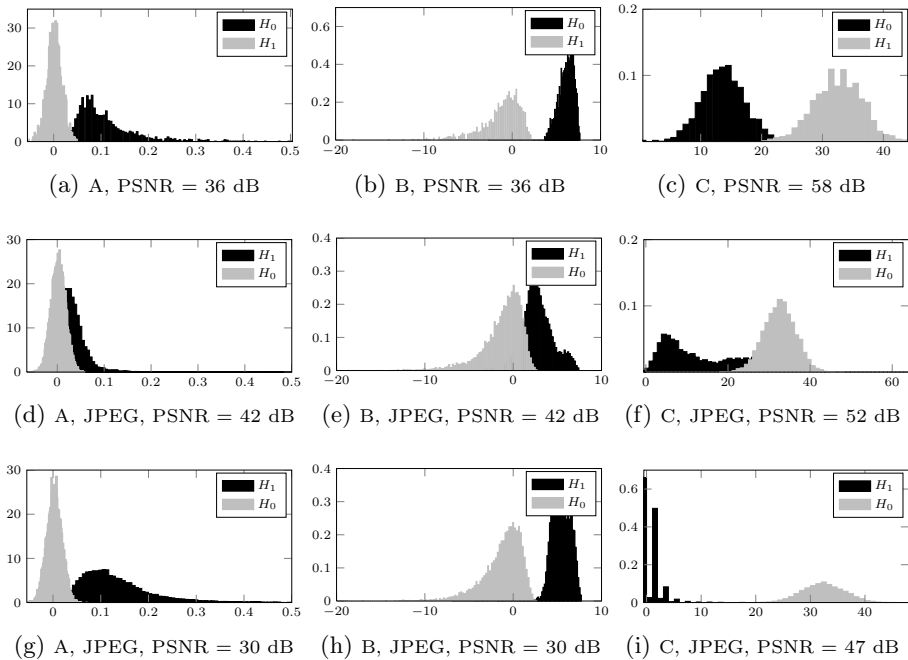 30
20
10
0
0 0.1 0.2 0.3 0.4 0.5
H0
H1
(a) A, PSNR = 36 dB
0.6
0.4
0.2
0
−20 −10 0 10
H0
H1
(b) B, PSNR = 36 dB
0.2
0.1
0
10 20 30 40
H0
H1
(c) C, PSNR = 58 dB
30
20
10
0
0 0.1 0.2 0.3 0.4 0.5
H1
H0
(d) A, JPEG, PSNR = 42 dB
0.4
0.3
0.2
0.1
0
−20 −10 0 10
H1
H0
(e) B, JPEG, PSNR = 42 dB
0.2
0.1
0
0 20 40 60
H1
H0
(f) C, JPEG, PSNR = 52 dB
30
20
10
0
0 0.1 0.2 0.3 0.4 0.5
H1
H0
(g) A, JPEG, PSNR = 30 dB
0.4
0.3
0.2
0.1
0
−20 −10 0 10
H1
H0
(h) B, JPEG, PSNR = 30 dB
0.6
0.4
0.2
0
0 10 20 30 40
H1
H0
(i) C, JPEG, PSNR = 47 dB